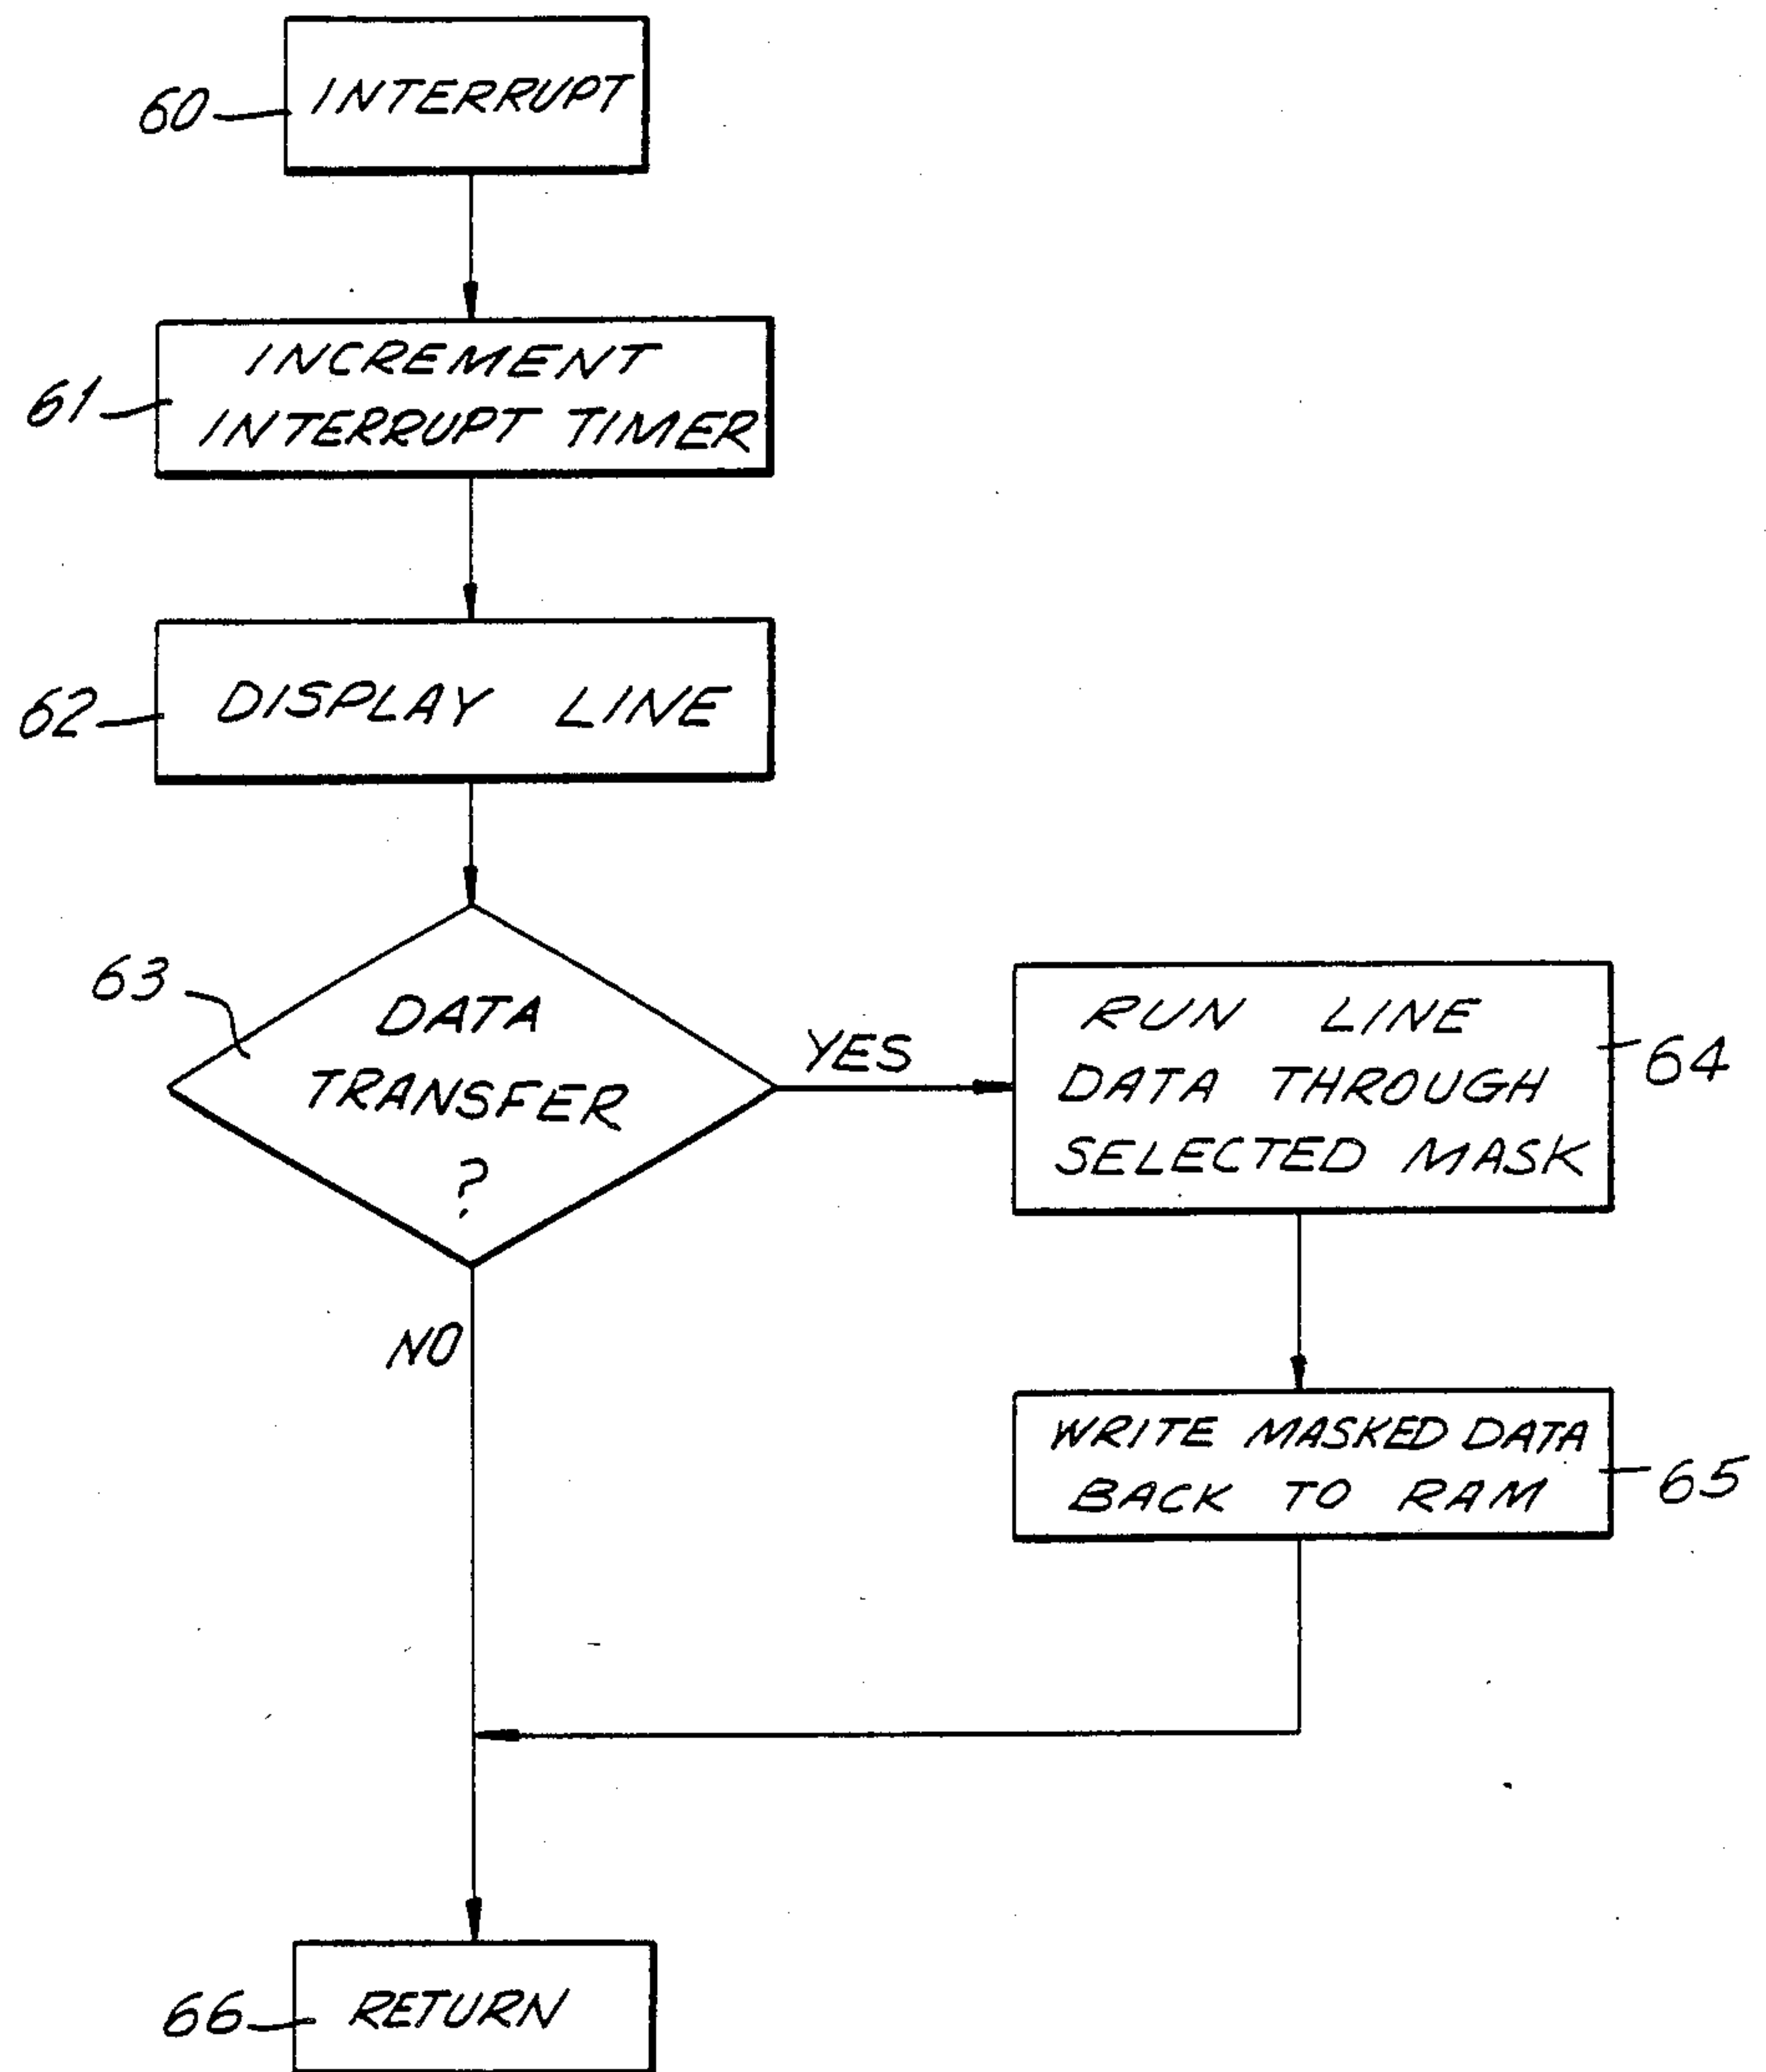 INTERRUPT
60
INCREMENT
INTERRUPT TIMER
61
DISPLAY LINE
62
63
DATA
TRANSFER
?
YES
NO
RUN LINE
DATA THROUGH
SELECTED MASK
64
WRITE MASKED DATA
BACK TO RAM
65
66
RETURN